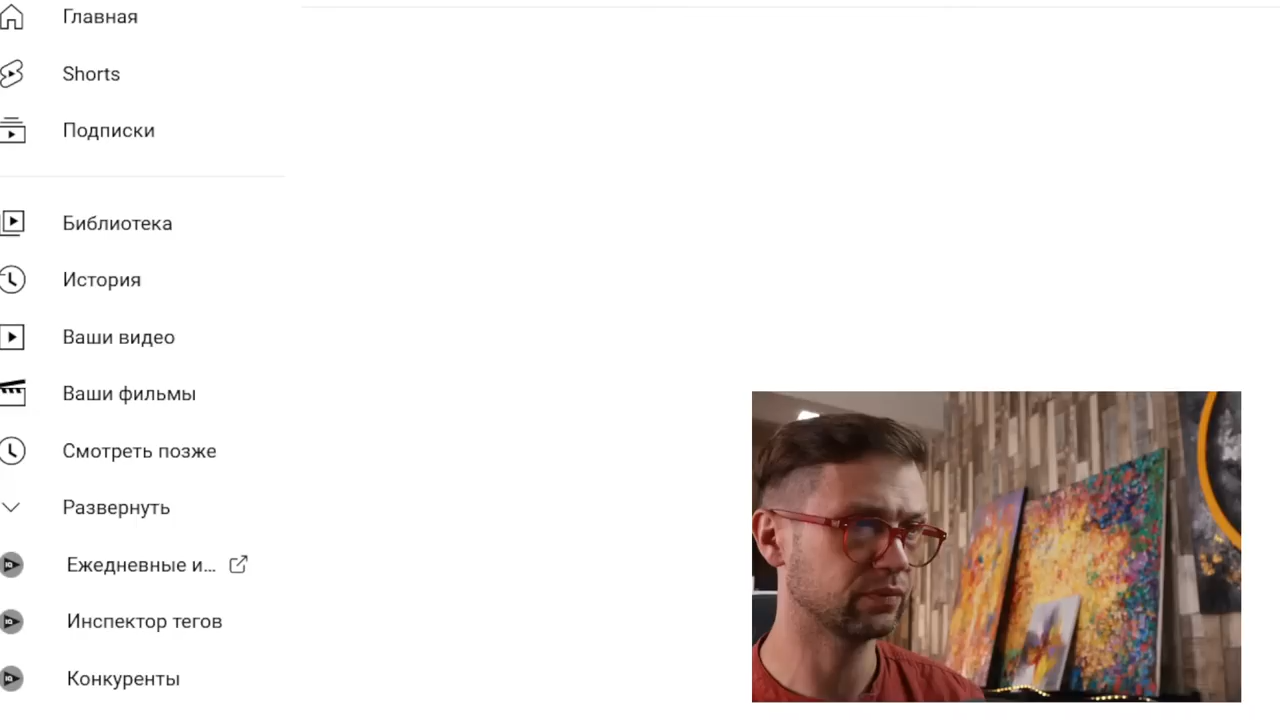 Главная
Shorts
Подписки
Библиотека
История
Ваши видео
Ваши фильмы
Смотреть позже
Развернуть
Ежедневные и...
Инспектор тегов
Конкуренты